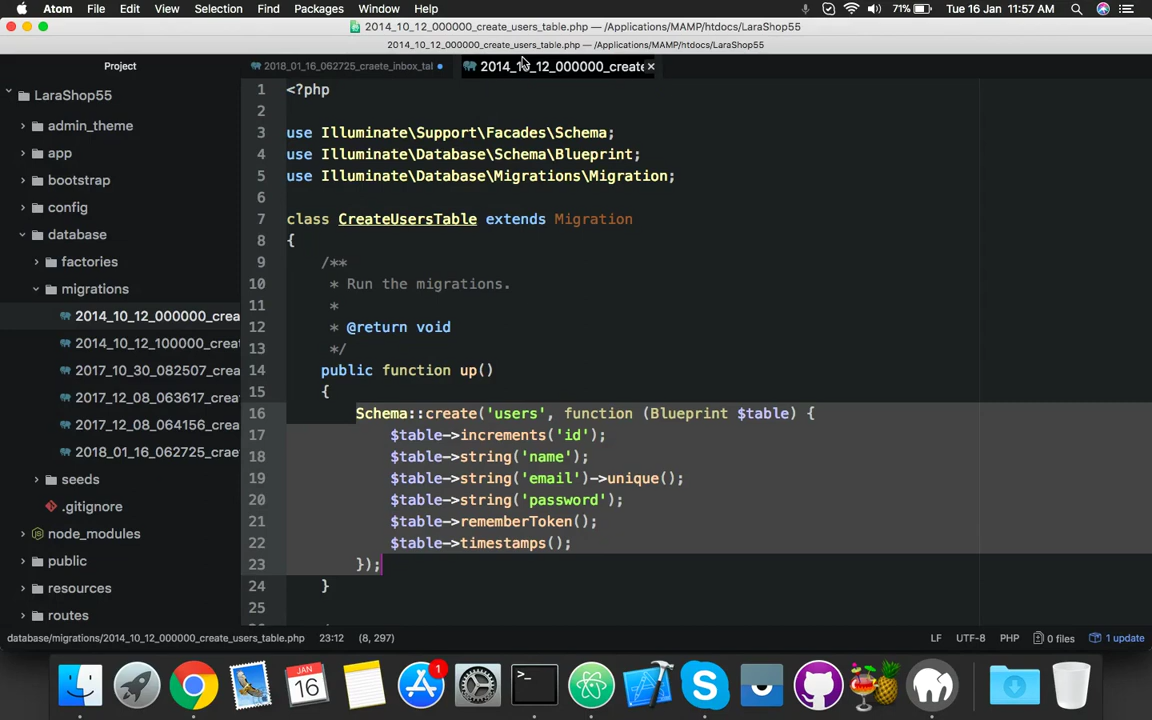 Atom File Edit View Selection Find Packages Window Help 71% Tue 16 Jan 11:57 AM
2014_10_12_000000_create_users_table.php — /Applications/MAMP/htdocs/LaraShop55
2014_10_12_000000_create_users_table.php — /Applications/MAMP/htdocs/LaraShop55
Project
2018_01_16_062725_craete_inbox_tal
2014_10_12_000000_create
LaraShop55
admin_theme
app
bootstrap
config
database
factories
migrations
2014_10_12_000000_crea
2014_10_12_100000_crea
2017_10_30_082507_crea
2017_12_08_063617_crea
2017_12_08_064156_crea
2018_01_16_062725_crae
seeds
.gitignore
node_modules
public
resources
routes
1 <?php
2
3 use Illuminate\Support\Facades\Schema;
4 use Illuminate\Database\Schema\Blueprint;
5 use Illuminate\Database\Migrations\Migration;
6
7 class CreateUsersTable extends Migration
8 {
9 /**
10 * Run the migrations.
11 *
12 * @return void
13 */
14 public function up()
15 {
16 Schema::create('users', function (Blueprint $table) {
17 $table->increments('id');
18 $table->string('name');
19 $table->string('email')->unique();
20 $table->string('password');
21 $table->rememberToken();
22 $table->timestamps();
23 });
24 }
25
database/migrations/2014_10_12_000000_create_users_table.php 23:12 (8, 297) LF UTF-8 PHP 0 files 1 update
JAN
16
1